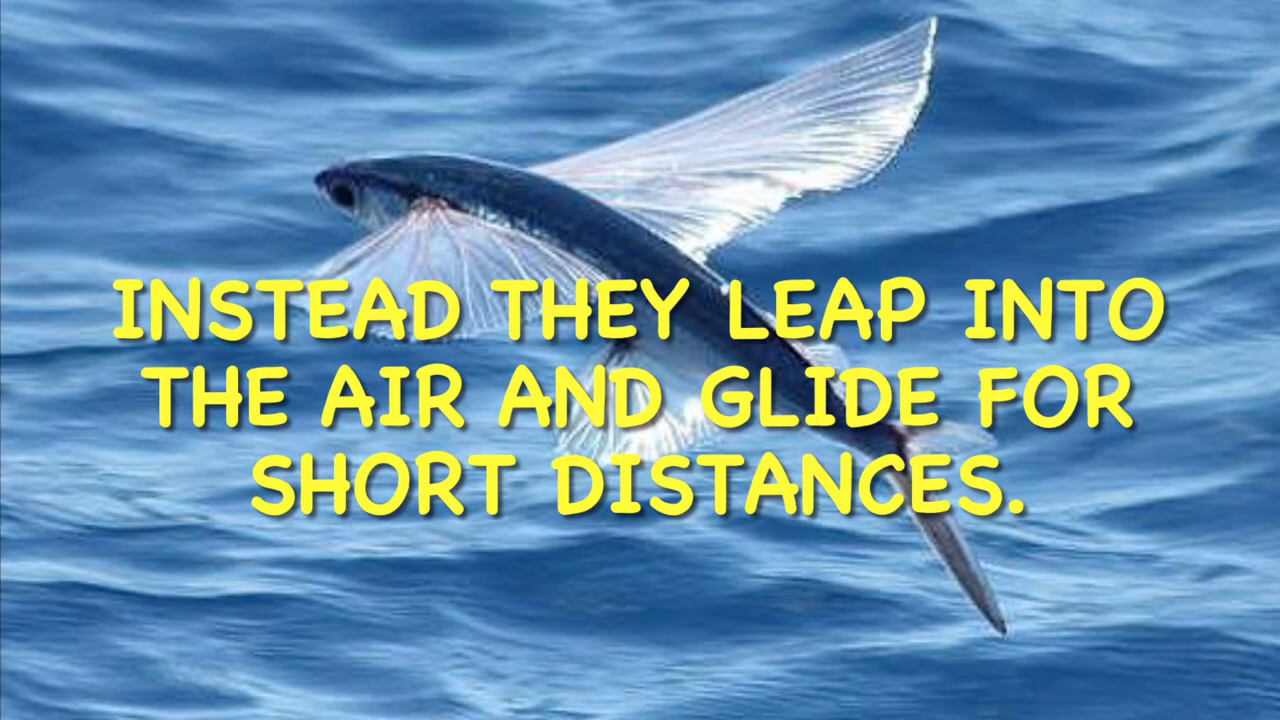 INSTEAD THEY LEAP INTO
THE AIR AND GLIDE FOR
SHORT DISTANCES.